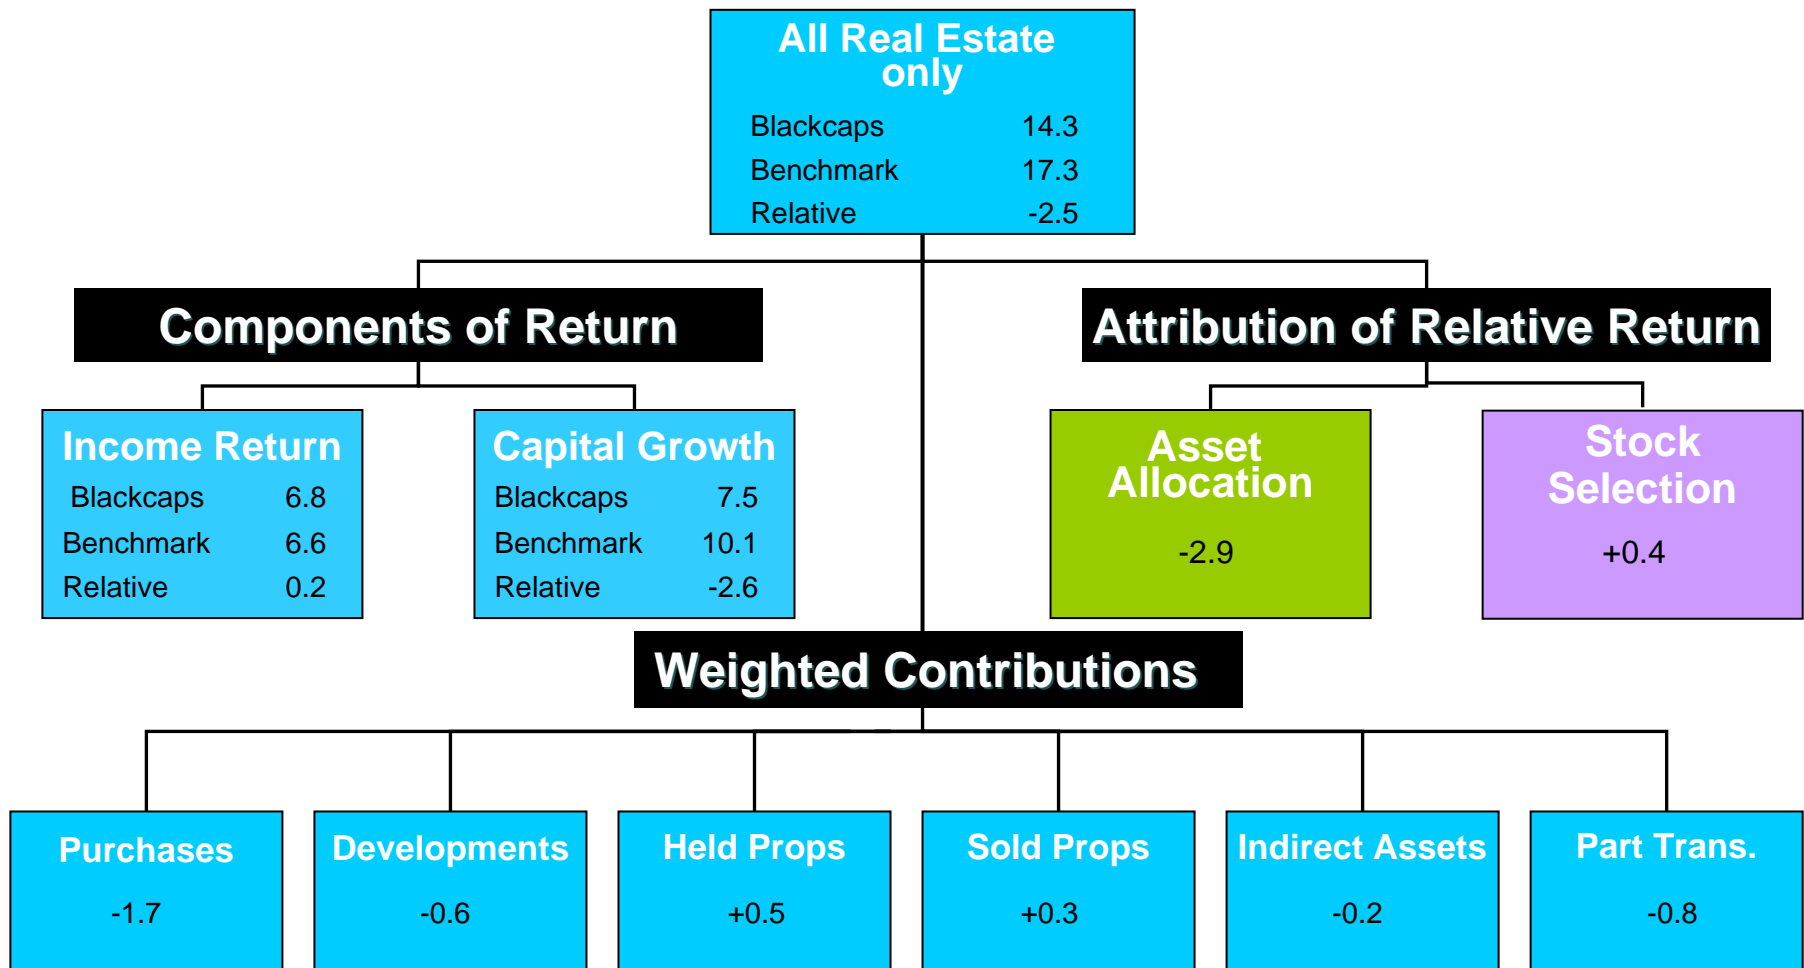 All Real Estate
only
Blackcaps 14.3
Benchmark 17.3
Relative -2.5
Components of Return
Attribution of Relative Return
Income Return
Blackcaps 6.8
Benchmark 6.6
Relative 0.2
Capital Growth
Blackcaps 7.5
Benchmark 10.1
Relative -2.6
Asset
Allocation
-2.9
Stock
Selection
+0.4
Weighted Contributions
Purchases
-1.7
Developments
-0.6
Held Props
+0.5
Sold Props
+0.3
Indirect Assets
-0.2
Part Trans.
-0.8